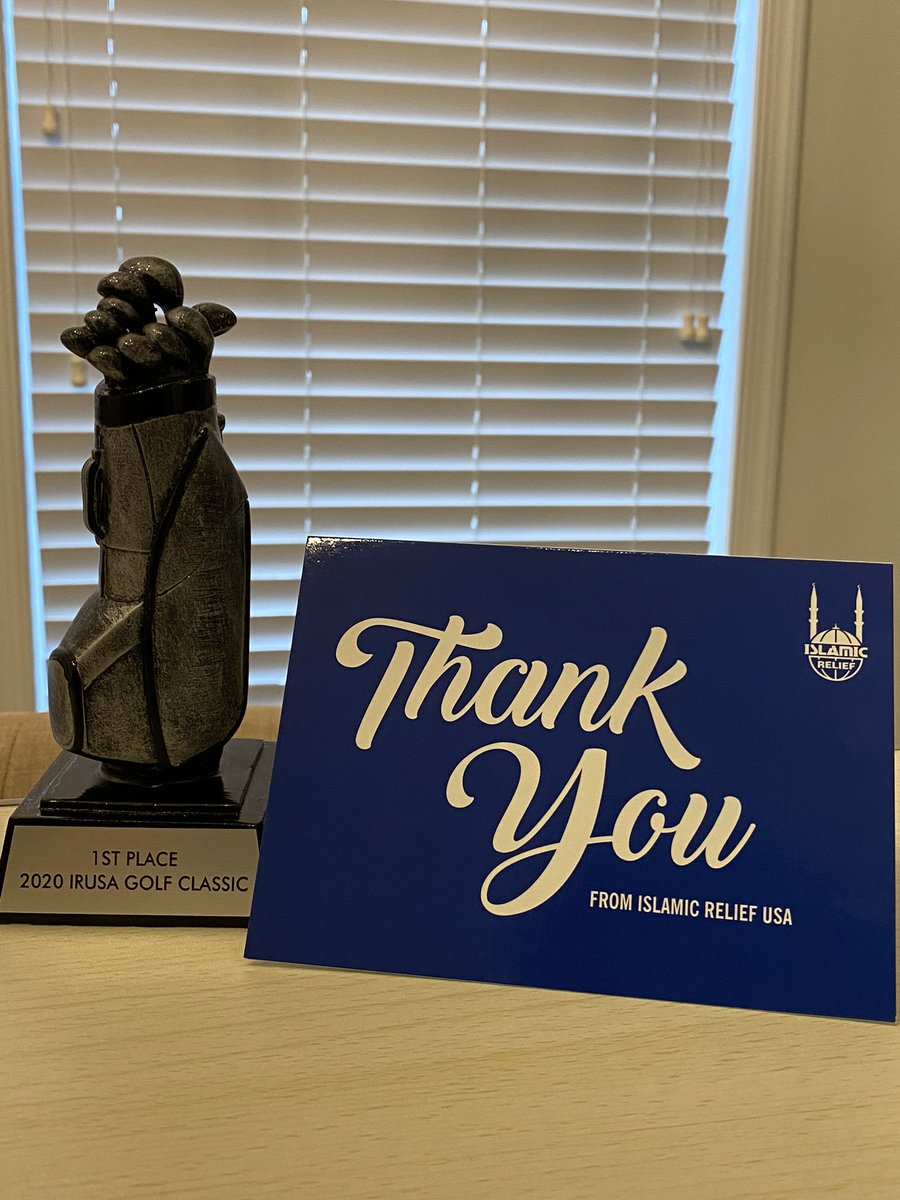 1ST PLACE
2020 IRUSA GOLF CLASSIC
Thank
You
FROM ISLAMIC RELIEF USA
ISLAMIC
RELIEF